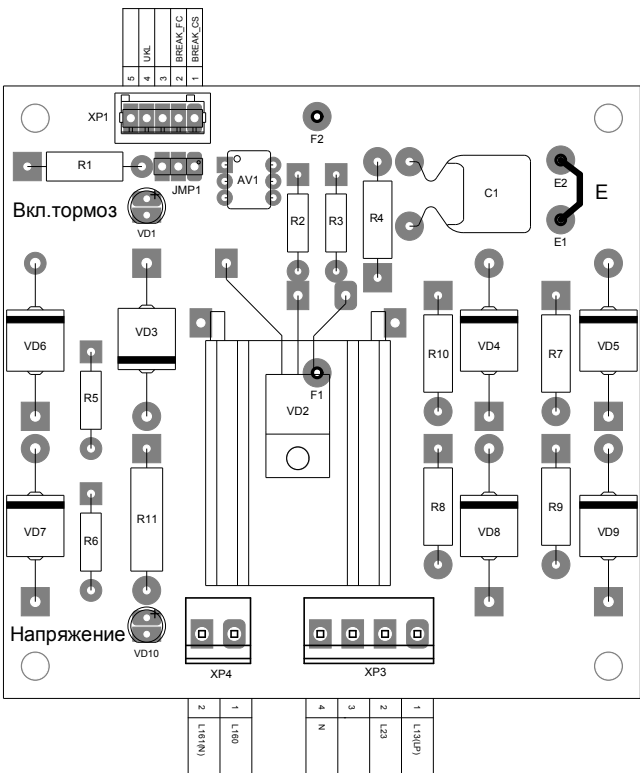 5 4 3 2 1
UKL BREAK_FC BREAK_CS
XP1
F2
R1
JMP1
AV1
R2
R3
R4
C1
E2
E
E1
Вкл.тормоз
VD1
VD6
VD3
R5
F1
VD2
R10
VD4
R7
VD5
VD7
R6
R11
R8
VD8
R9
VD9
Напряжение
VD10
XP4
XP3
2 1
L161(N) L160
4 3 2 1
N L23 L13(UP)